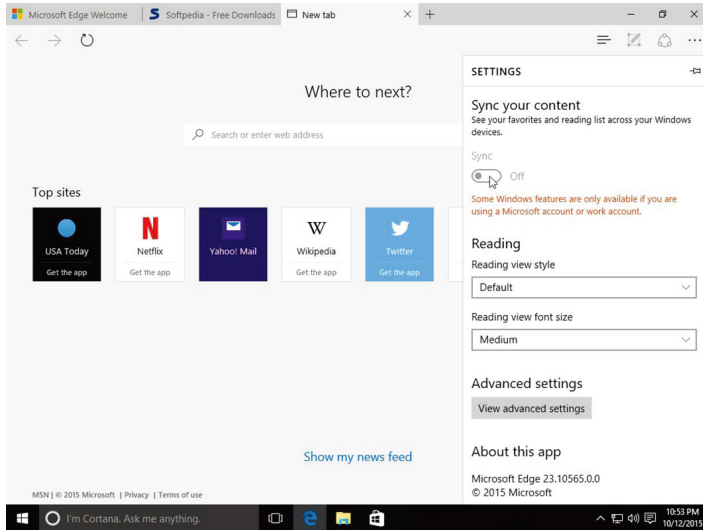 Microsoft Edge Welcome
S Softpedia - Free Downloads
New tab
SETTINGS
Where to next?
Search or enter web address
Sync your content
See your favorites and reading list across your Windows
devices.
Sync
Off
Some Windows features are only available if you are
using a Microsoft account or work account.
Top sites
USA Today
Get the app
N
Netflix
Get the app
Yahoo! Mail
W
Wikipedia
Get the app
Twitter
Get the app
Reading
Reading view style
Default
Reading view font size
Medium
Advanced settings
View advanced settings
Show my news feed
About this app
Microsoft Edge 23.10565.0.0
© 2015 Microsoft
MSN | © 2015 Microsoft | Privacy | Terms of use
I'm Cortana. Ask me anything.
10:53 PM
10/12/2015